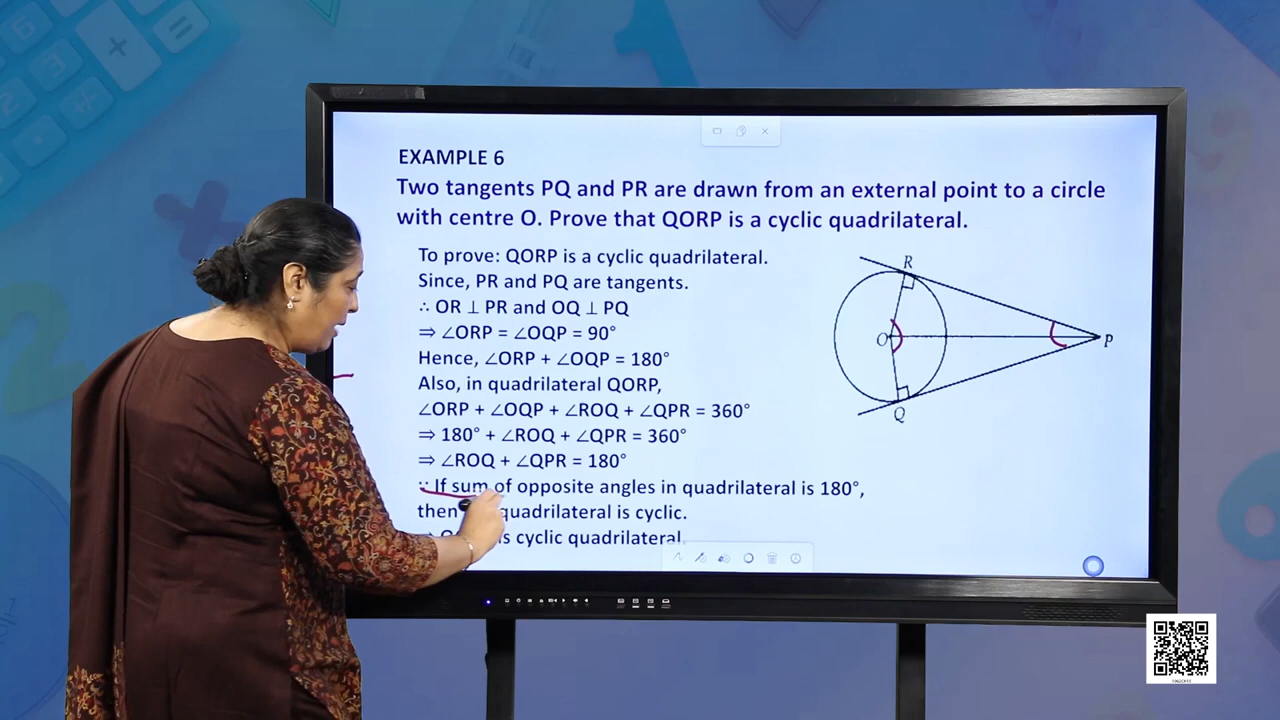 EXAMPLE 6
Two tangents PQ and PR are drawn from an external point to a circle
with centre O. Prove that QORP is a cyclic quadrilateral.
To prove: QORP is a cyclic quadrilateral.
Since, PR and PQ are tangents.
∴ OR ⊥ PR and OQ ⊥ PQ
⇒ ∠ORP = ∠OQP = 90°
Hence, ∠ORP + ∠OQP = 180°
Also, in quadrilateral QORP,
∠ORP + ∠OQP + ∠ROQ + ∠QPR = 360°
⇒ 180° + ∠ROQ + ∠QPR = 360°
⇒ ∠ROQ + ∠QPR = 180°
∵ If sum of opposite angles in quadrilateral is 180°,
then quadrilateral is cyclic.
is cyclic quadrilateral.
R
O
P
Q